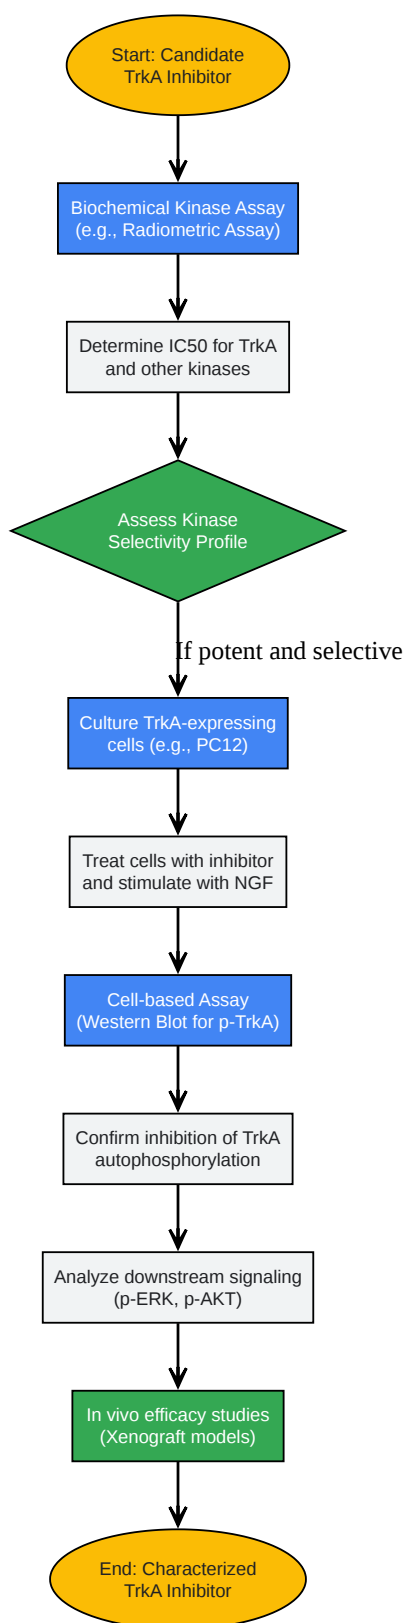 Start: Candidate
TrkA Inhibitor
Biochemical Kinase Assay
(e.g., Radiometric Assay)
Determine IC50 for TrkA
and other kinases
Assess Kinase
Selectivity Profile
If potent and selective
Culture TrkA-expressing
cells (e.g., PC12)
Treat cells with inhibitor
and stimulate with NGF
Cell-based Assay
(Western Blot for p-TrkA)
Confirm inhibition of TrkA
autophosphorylation
Analyze downstream signaling
(p-ERK, p-AKT)
In vivo efficacy studies
(Xenograft models)
End: Characterized
TrkA Inhibitor